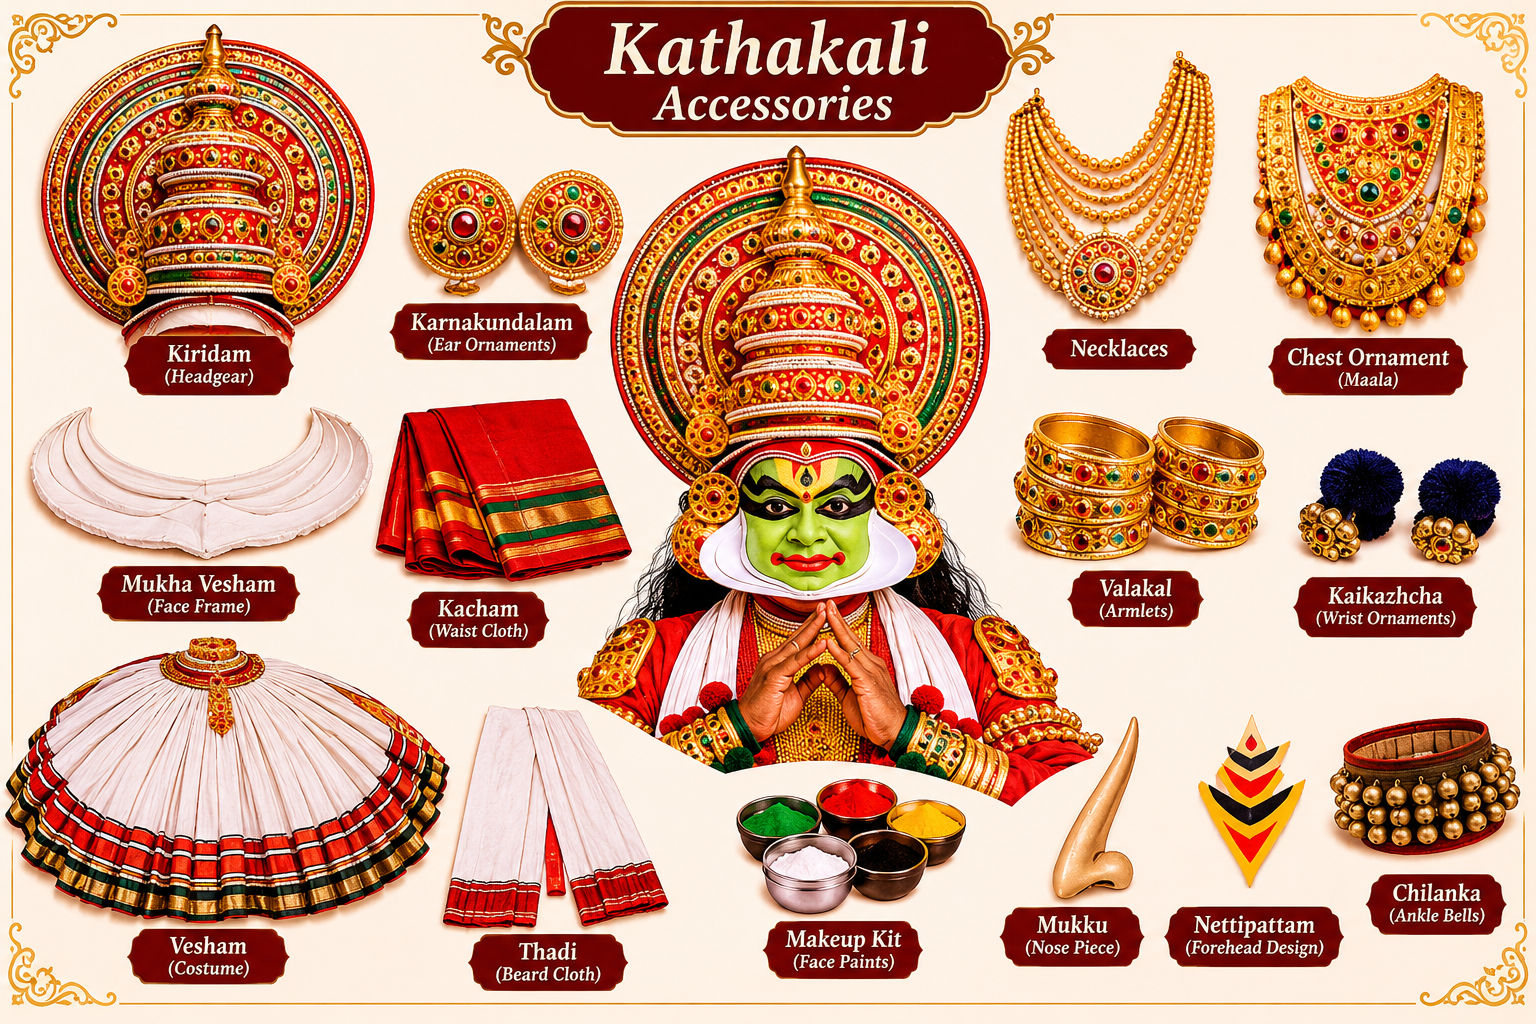 Kathakali
Accessories
Kiridam
(Headgear)
Karnakundalam
(Ear Ornaments)
Necklaces
Chest Ornament
(Maala)
Mukha Vesham
(Face Frame)
Kacham
(Waist Cloth)
Valakal
(Armlets)
Kaikazhcha
(Wrist Ornaments)
Vesham
(Costume)
Thadi
(Beard Cloth)
Makeup Kit
(Face Paints)
Mukku
(Nose Piece)
Nettipattam
(Forehead Design)
Chilanka
(Ankle Bells)